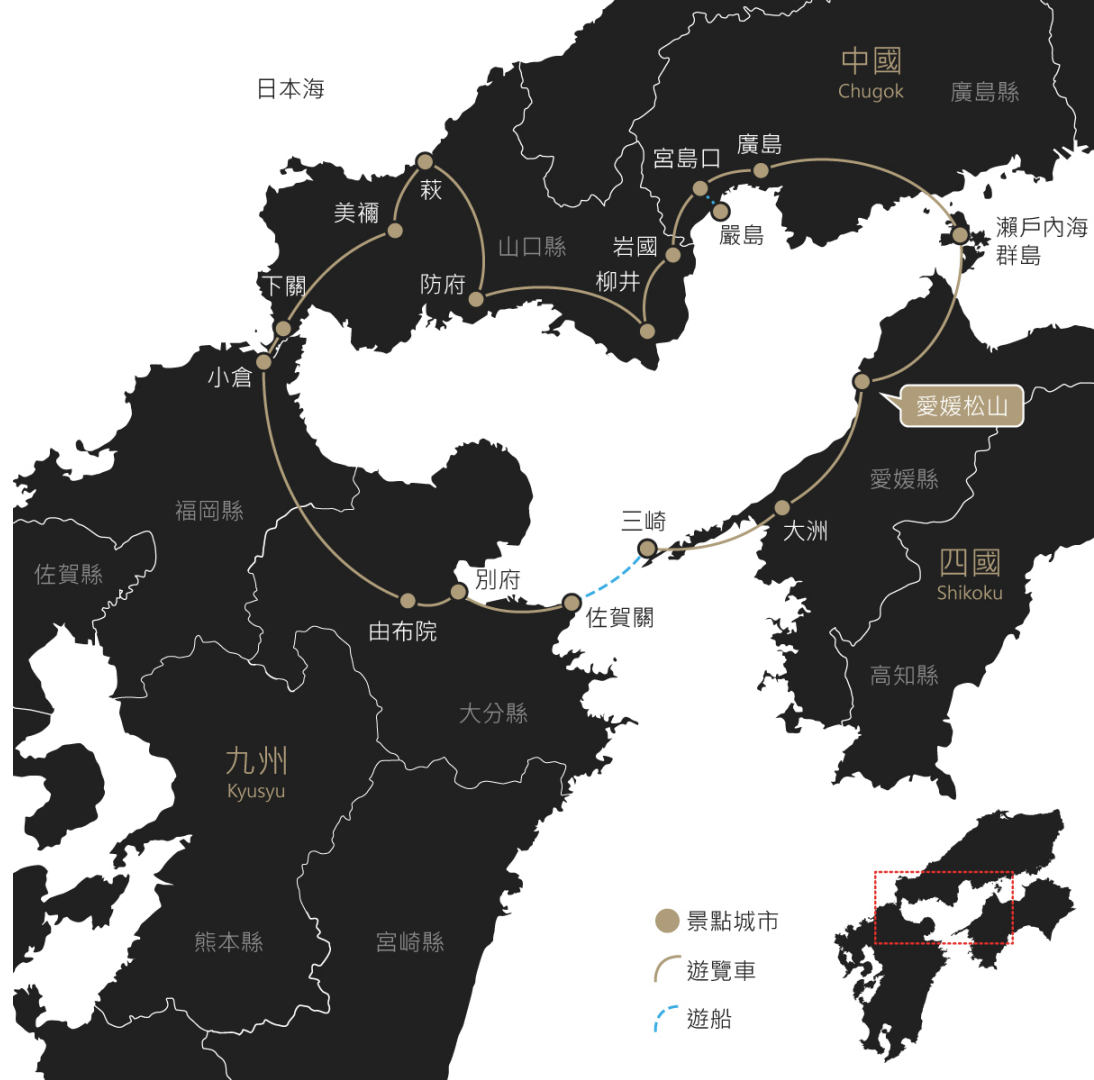 日本海
中國
Chugok
廣島縣
宮島口
廣島
萩
美禰
嚴島
瀨戶內海
群島
山口縣
岩國
柳井
防府
下關
小倉
愛媛松山
愛媛縣
福岡縣
三崎
大洲
佐賀縣
四國
Shikoku
別府
佐賀關
由布院
高知縣
大分縣
九州
Kyusyu
熊本縣
宮崎縣
景點城市
遊覽車
遊船